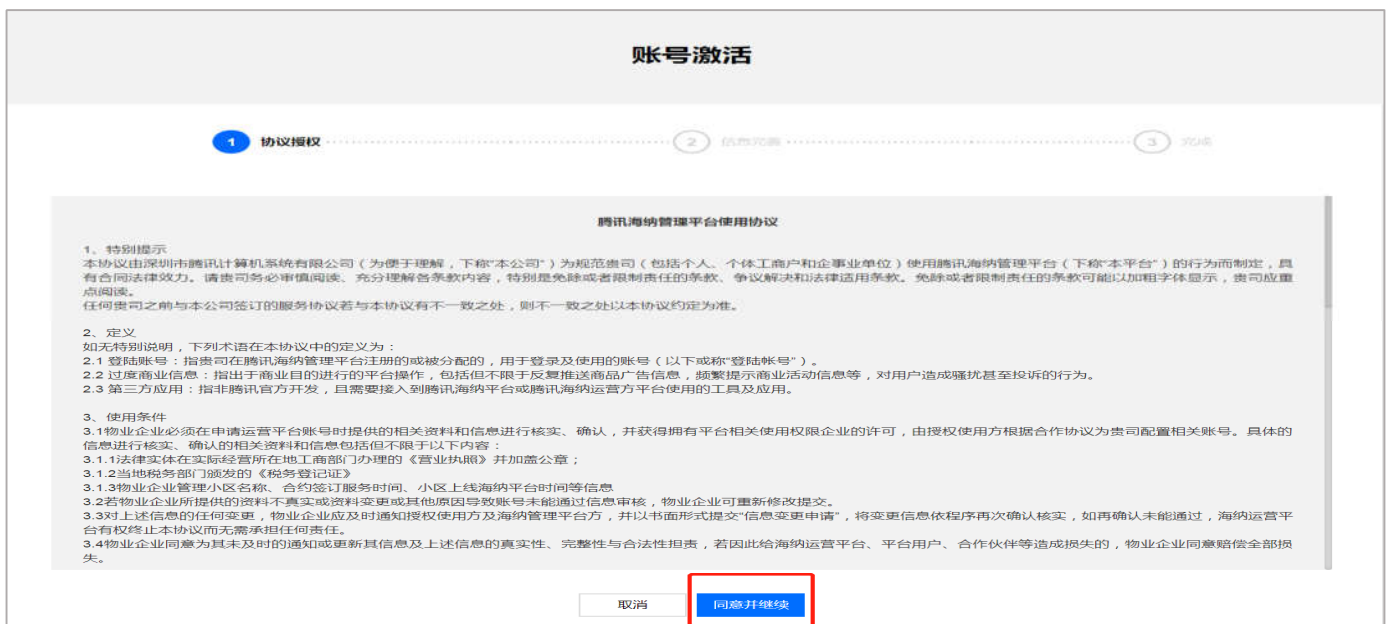 账号激活
1 协议授权 2 信息完善 3 完成
腾讯海纳管理平台使用协议
1、特别提示
本协议由深圳市腾讯计算机系统有限公司（为便于理解，下称“本公司”）为规范贵司（包括个人、个体工商户和企事业单位）使用腾讯海纳管理平台（下称“本平台”）的行为而制定，具
有合同法律效力。请贵司务必审慎阅读、充分理解各条款内容，特别是免除或者限制责任的条款、争议解决和法律适用条款。免除或者限制责任的条款可能以加粗字体显示，贵司应重
点阅读。
任何贵司之前与本公司签订的服务协议若与本协议有不一致之处，则不一致之处以本协议约定为准。
2、定义
如无特别说明，下列术语在本协议中的定义为：
2.1 登陆账号：指贵司在腾讯海纳管理平台注册的或被分配的，用于登录及使用的账号（以下或称“登陆帐号”）。
2.2 过度商业信息：指出于商业目的进行的平台操作，包括但不限于反复推送商品广告信息，频繁提示商业活动信息等，对用户造成骚扰甚至投诉的行为。
2.3 第三方应用：指非腾讯官方开发，且需要接入到腾讯海纳平台或腾讯海纳运营方平台使用的工具及应用。
3、使用条件
3.1物业企业必须在申请运营平台账号时提供的相关资料和信息进行核实、确认，并获得拥有平台相关使用权限企业的许可，由授权使用方根据合作协议为贵司配置相关账号。具体的
信息进行核实、确认的相关资料和信息包括但不限于以下内容：
3.1.1法律实体在实际经营所在地工商部门办理的《营业执照》并加盖公章；
3.1.2当地税务部门颁发的《税务登记证》
3.1.3物业企业管理小区名称、合约签订服务时间、小区上线海纳平台时间等信息
3.2若物业企业所提供的资料不真实或资料变更或其他原因导致账号未能通过信息审核，物业企业可重新修改提交。
3.3对上述信息的任何变更，物业企业应及时通知授权使用方及海纳管理平台方，并以书面形式提交“信息变更申请”，将变更信息依程序再次确认核实，如再确认未能通过，海纳运营平
台有权终止本协议而无需承担任何责任。
3.4物业企业同意为其未及时的通知或更新其信息及上述信息的真实性、完整性与合法性担责，若因此给海纳运营平台、平台用户、合作伙伴等造成损失的，物业企业同意赔偿全部损
失。
取消 同意并继续